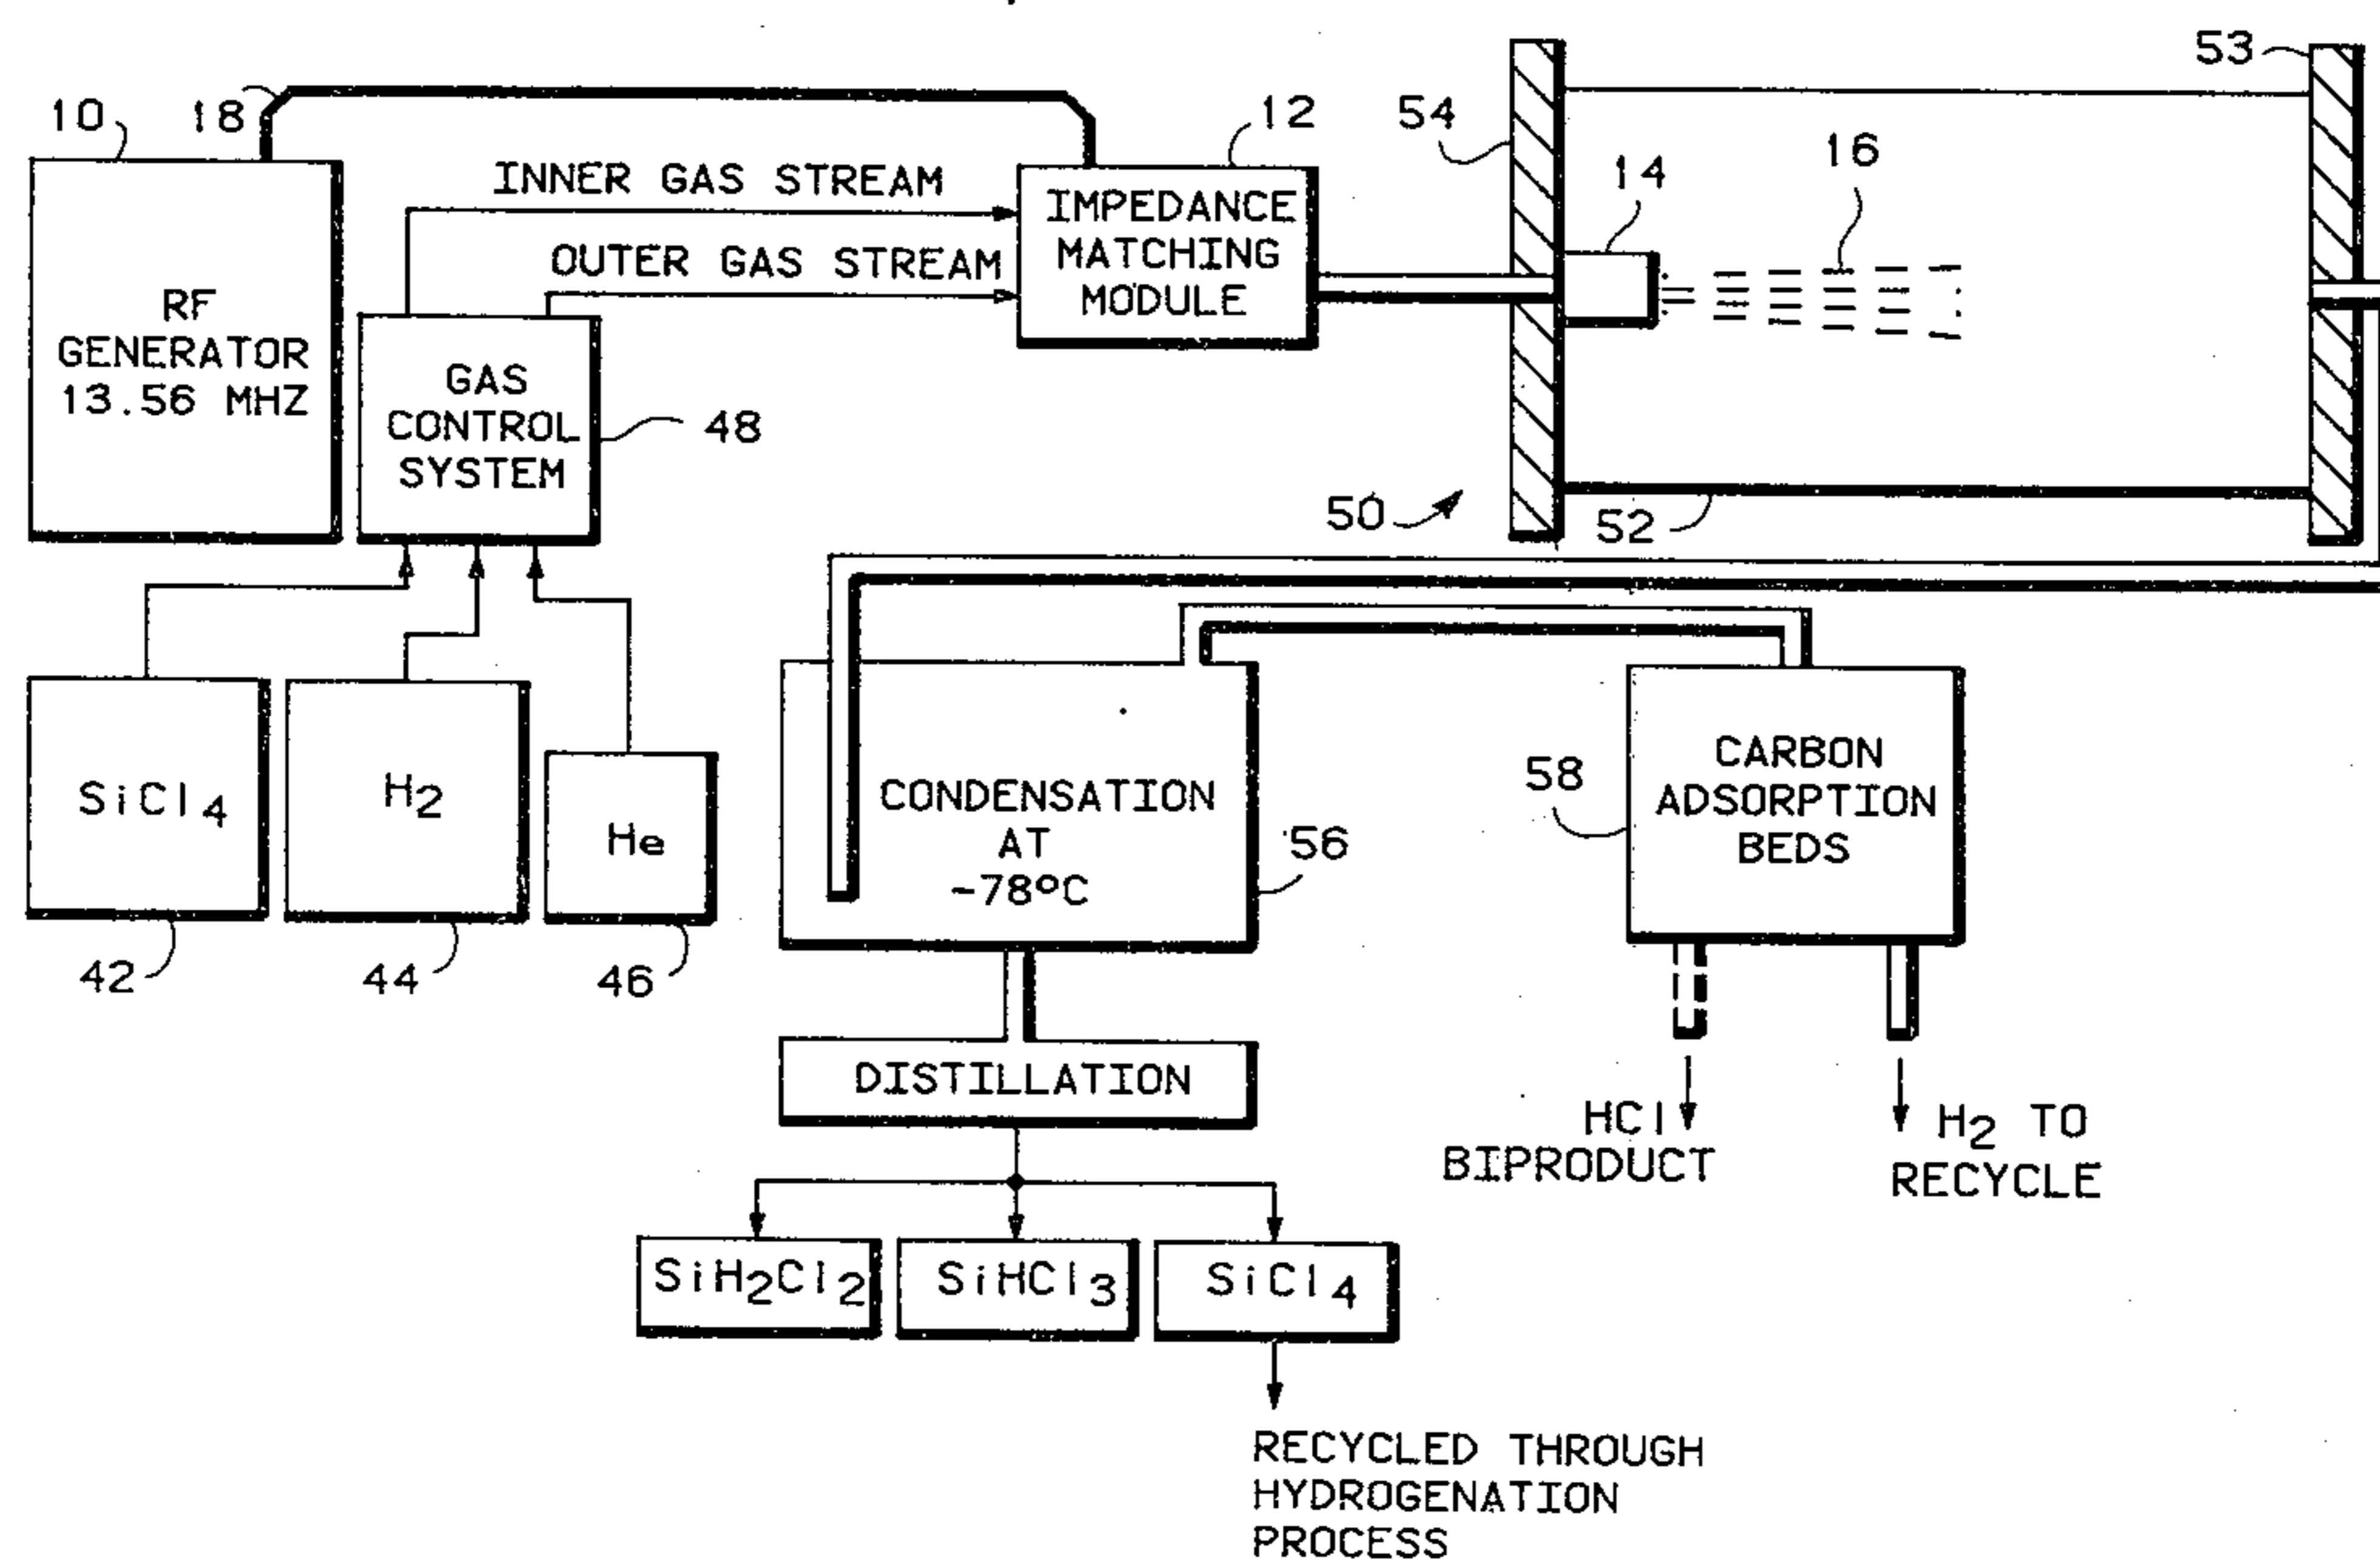 10
18
12
54
53
14
16
INNER GAS STREAM
OUTER GAS STREAM
IMPEDANCE
MATCHING
MODULE
RF
GENERATOR
13.56 MHZ
GAS
CONTROL
SYSTEM
48
50
52
SiCl4
H2
He
42
44
46
CONDENSATION
AT
-78°C
56
58
CARBON
ADSORPTION
BEDS
DISTILLATION
HCl
BIPRODUCT
H2 TO
RECYCLE
SiH2Cl2
SiHCl3
SiCl4
RECYCLED THROUGH
HYDROGENATION
PROCESS